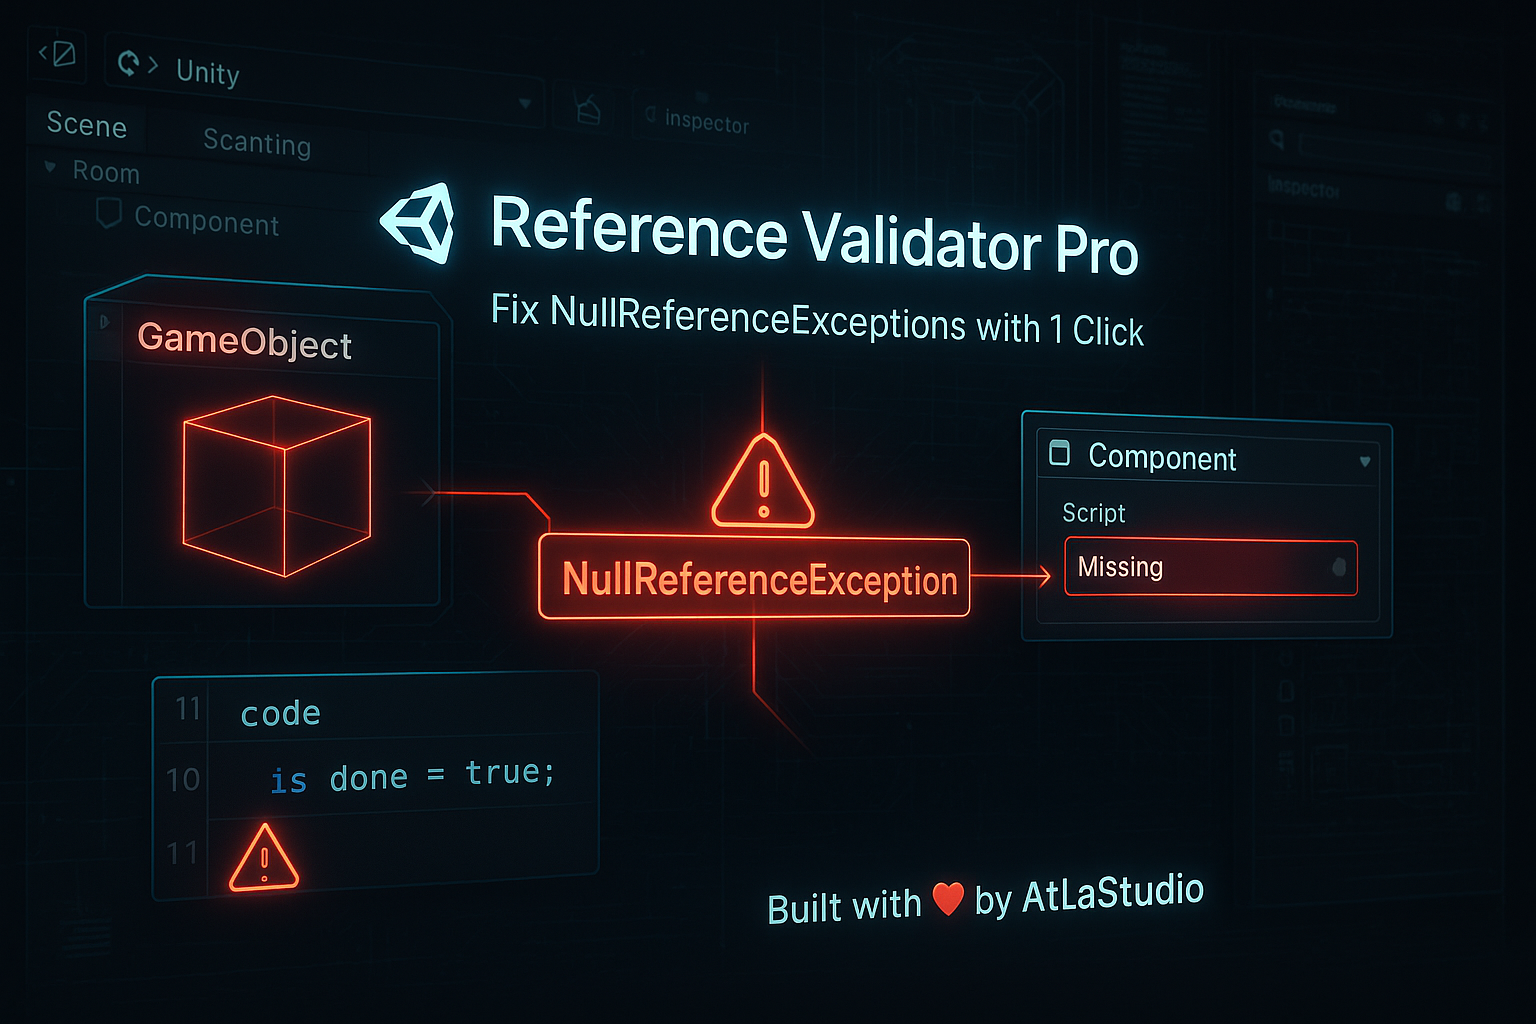 Unity
Scene
Scanting
inspector
Room
Component
Reference Validator Pro
Fix NullReferenceExceptions with 1 Click
Inspector
GameObject
NullReferenceException
Component
Script
Missing
11 code
10 is done = true;
11
Built with ❤️ by AtLaStudio